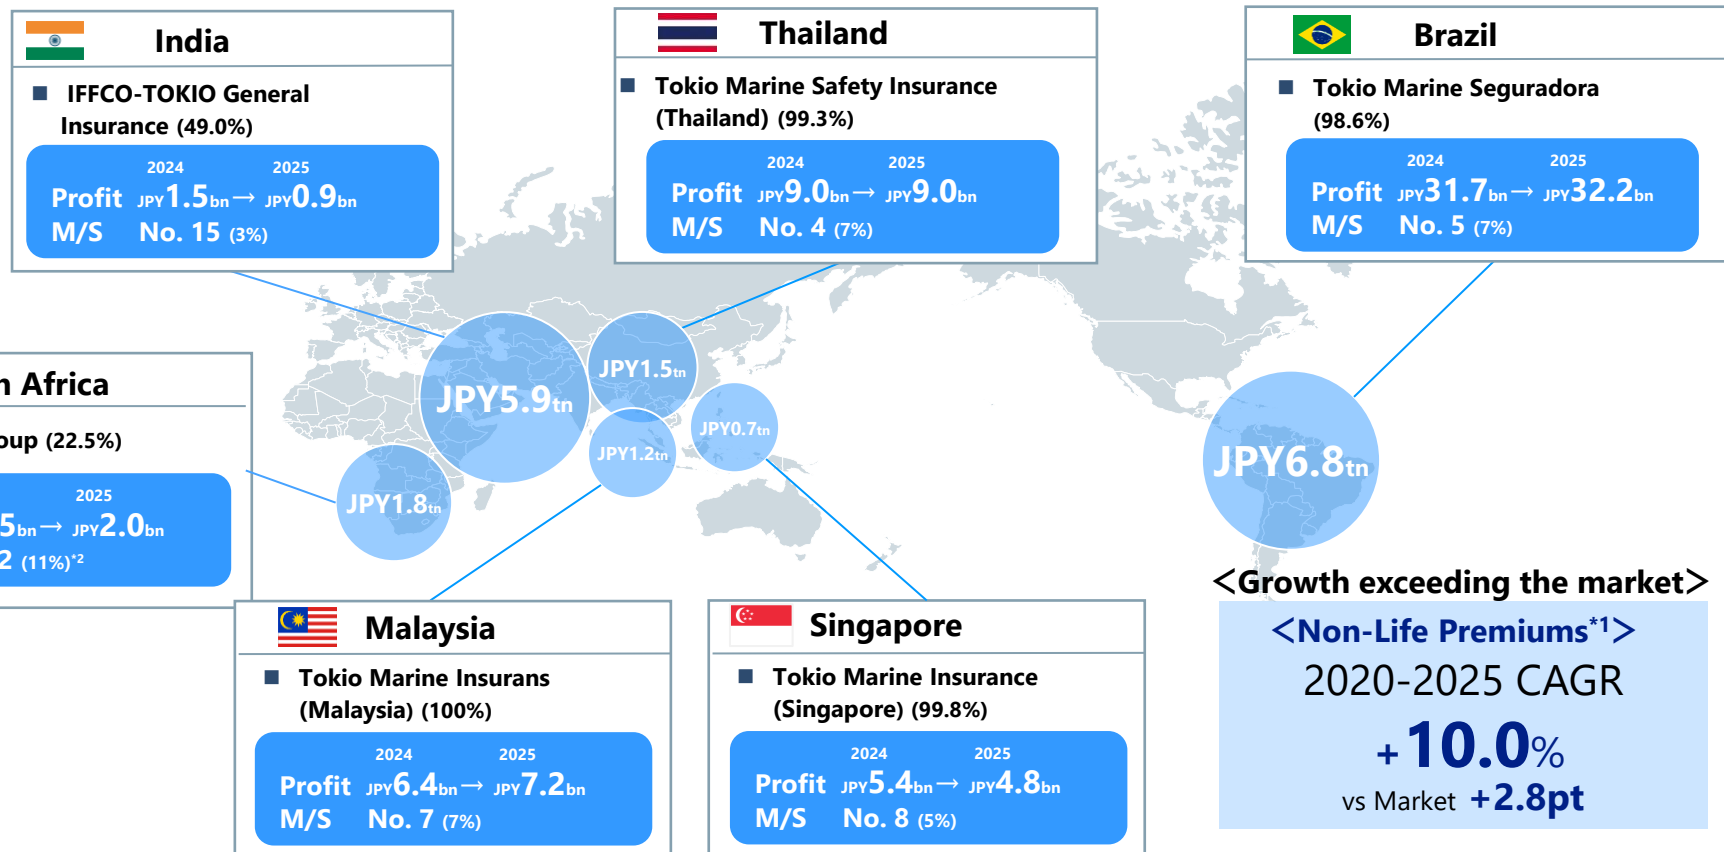 India
■ IFFCO-TOKIO General
Insurance (49.0%)
2024 2025
Profit JPY1.5bn→ JPY0.9bn
M/S No. 15 (3%)
Thailand
■ Tokio Marine Safety Insurance
(Thailand) (99.3%)
2024 2025
Profit JPY9.0bn→ JPY9.0bn
M/S No. 4 (7%)
Brazil
■ Tokio Marine Seguradora
(98.6%)
2024 2025
Profit JPY31.7bn→ JPY32.2bn
M/S No. 5 (7%)
Africa
(22.5%)
2025
5bn→ JPY2.0bn
2 (11%)*2
JPY5.9tn
JPY1.5tn
JPY1.2tn
JPY0.7tn
JPY1.8tn
JPY6.8tn
Malaysia
■ Tokio Marine Insurans
(Malaysia) (100%)
2024 2025
Profit JPY6.4bn→ JPY7.2bn
M/S No. 7 (7%)
Singapore
■ Tokio Marine Insurance
(Singapore) (99.8%)
2024 2025
Profit JPY5.4bn→ JPY4.8bn
M/S No. 8 (5%)
<Growth exceeding the market>
<Non-Life Premiums*1>
2020-2025 CAGR
+10.0%
vs Market +2.8pt